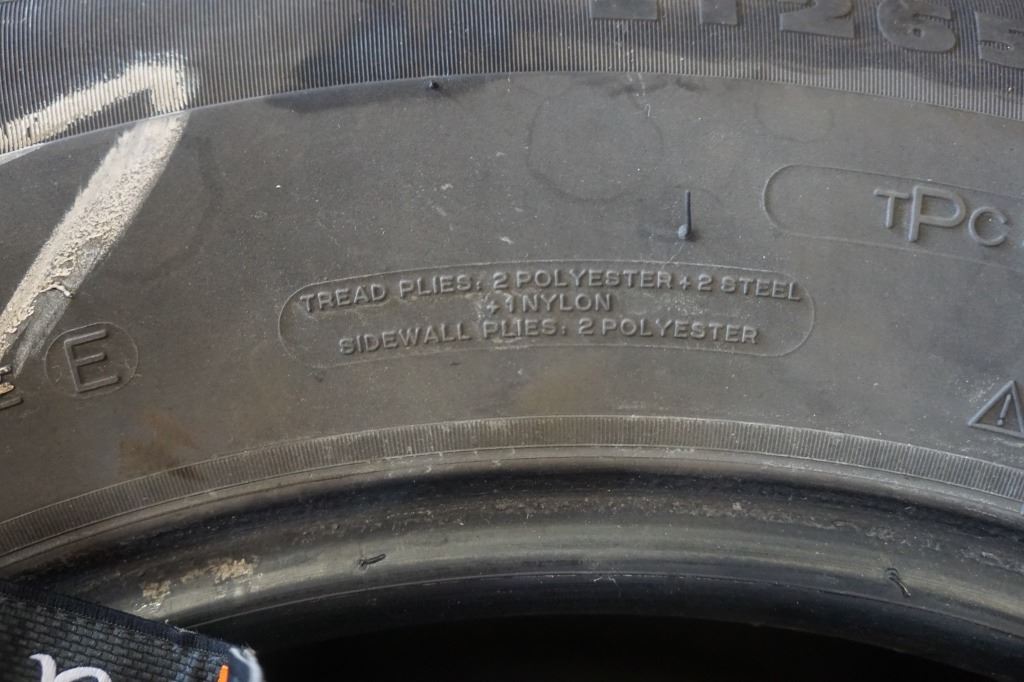 TPC
TREAD PLIES: 2 POLYESTER + 2 STEEL
+ 1 NYLON
SIDEWALL PLIES: 2 POLYESTER
E